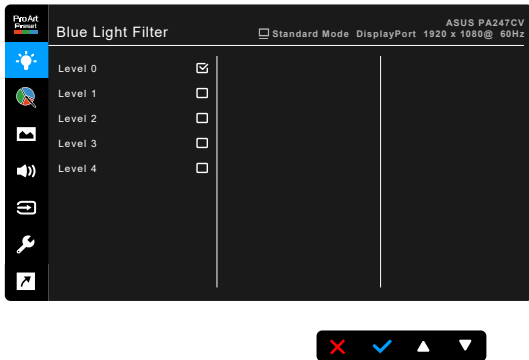 ProArt
Preset
Blue Light Filter
ASUS PA247CV
Standard Mode DisplayPort 1920 x 1080@ 60Hz
Level 0
Level 1
Level 2
Level 3
Level 4